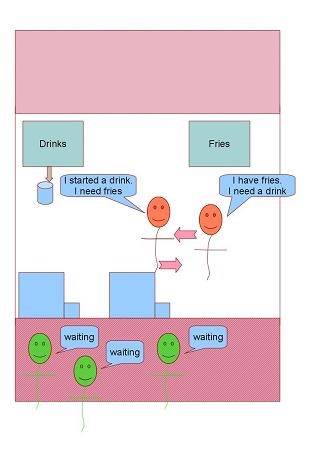 Drinks
Fries
I started a drink.
I need fries
I have fries.
I need a drink
waiting
waiting
waiting